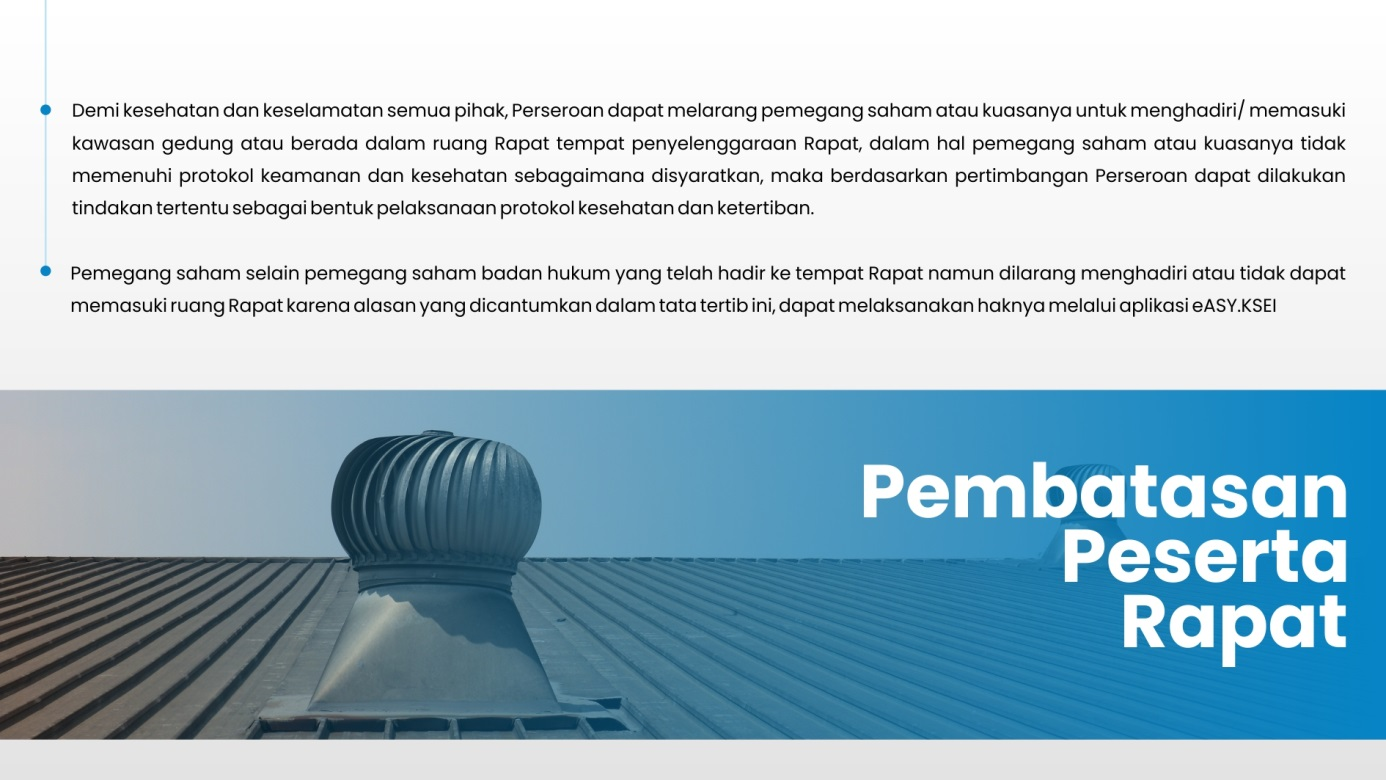 Demi kesehatan dan keselamatan semua pihak, Perseroan dapat melarang pemegang saham atau kuasanya untuk menghadiri/ memasuki
kawasan gedung atau berada dalam ruang Rapat tempat penyelenggaraan Rapat, dalam hal pemegang saham atau kuasanya tidak
memenuhi protokol keamanan dan kesehatan sebagaimana disyaratkan, maka berdasarkan pertimbangan Perseroan dapat dilakukan
tindakan tertentu sebagai bentuk pelaksanaan protokol kesehatan dan ketertiban.
Pemegang saham selain pemegang saham badan hukum yang telah hadir ke tempat Rapat namun dilarang menghadiri atau tidak dapat
memasuki ruang Rapat karena alasan yang dicantumkan dalam tata tertib ini, dapat melaksanakan haknya melalui aplikasi eASY.KSEI
Pembatasan
Peserta
Rapat